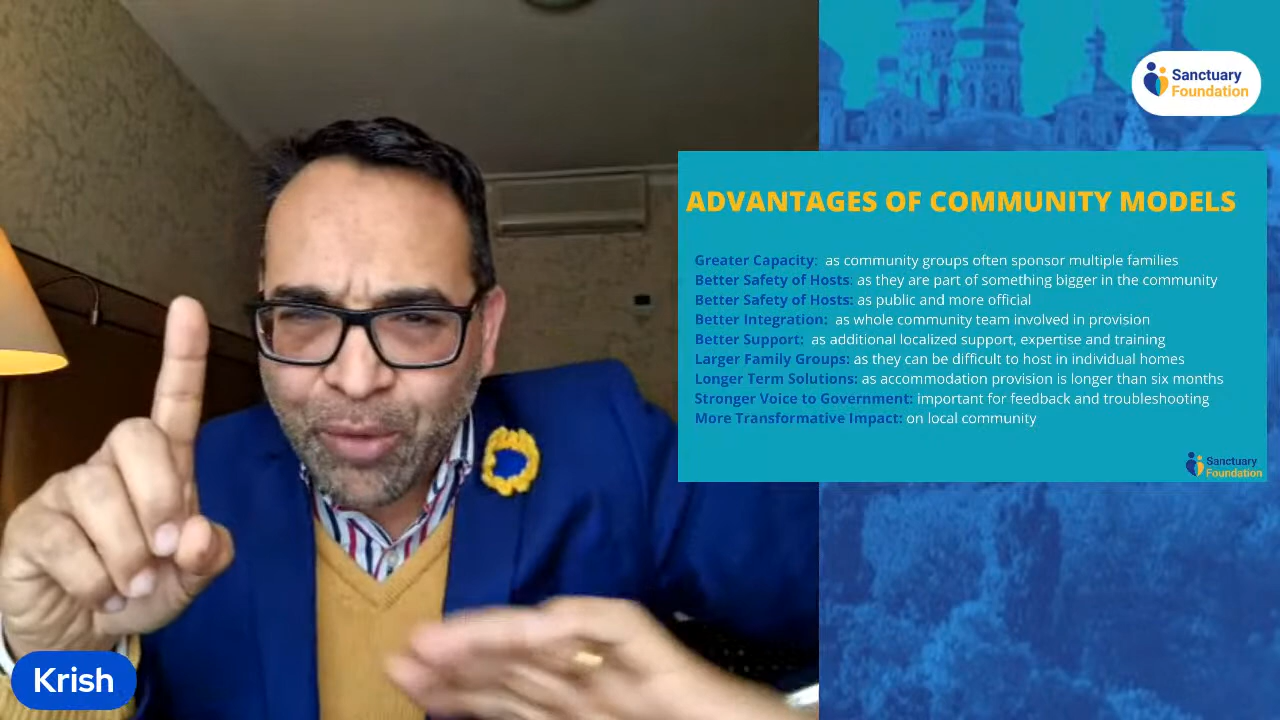 Sanctuary
Foundation
ADVANTAGES OF COMMUNITY MODELS
Greater Capacity: as community groups often sponsor multiple families
Better Safety of Hosts: as they are part of something bigger in the community
Better Safety of Hosts: as public and more official
Better Integration: as whole community team involved in provision
Better Support: as additional localized support, expertise and training
Larger Family Groups: as they can be difficult to host in individual homes
Longer Term Solutions: as accommodation provision is longer than six months
Stronger Voice to Government: important for feedback and troubleshooting
More Transformative Impact: on local community
Sanctuary
Foundation
Krish